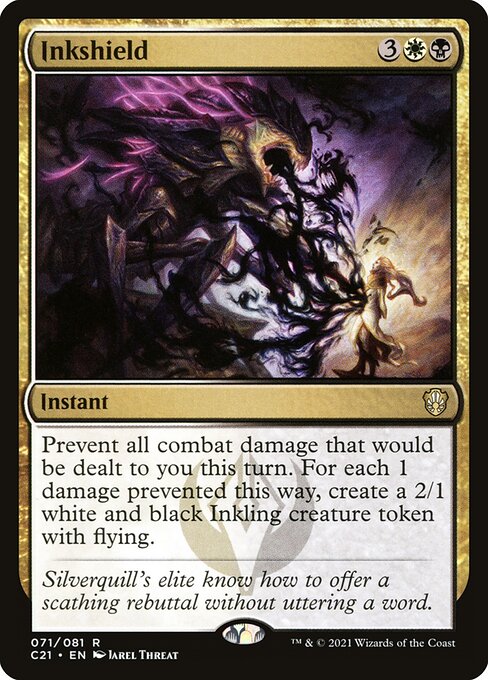 Inkshield 3
Instant
Prevent all combat damage that would
be dealt to you this turn. For each 1
damage prevented this way, create a 2/1
white and black Inkling creature token
with flying.
Silverquill's elite know how to offer a
scathing rebuttal without uttering a word.
071/081 R
C21 • EN Jarel Threat
™ & © 2021 Wizards of the Coast